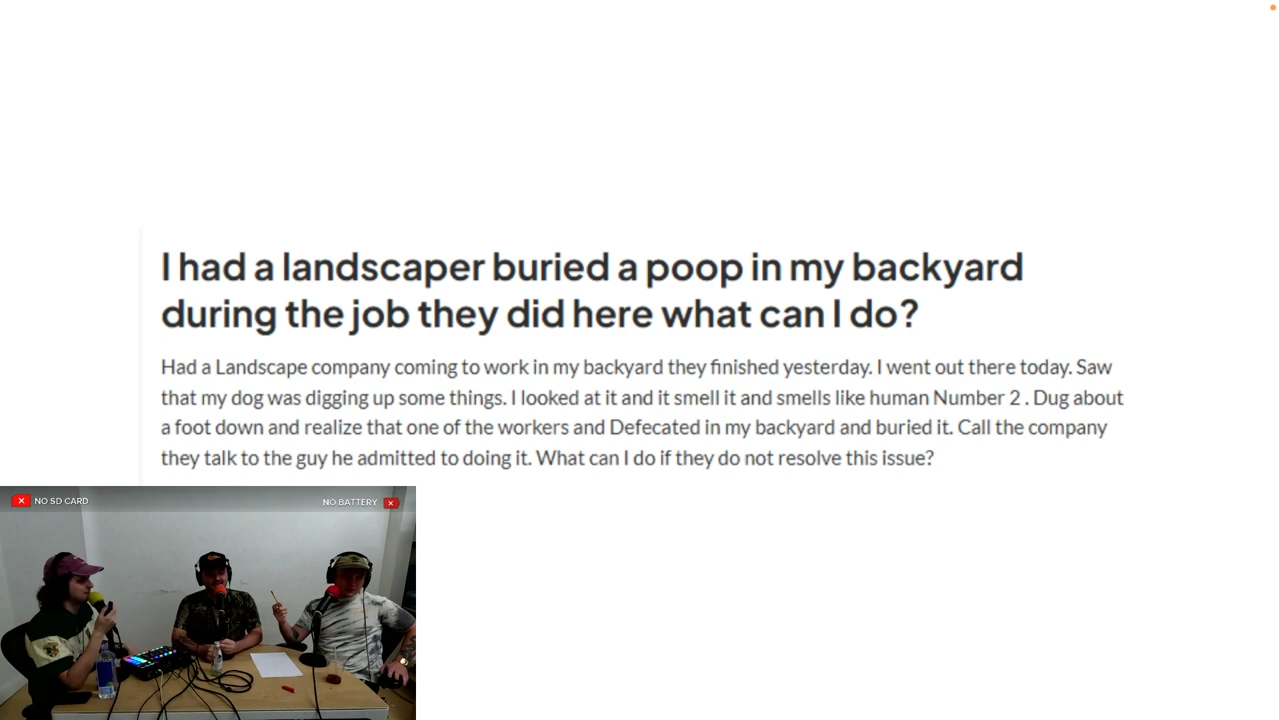 I had a landscaper buried a poop in my backyard
during the job they did here what can I do?
Had a Landscape company coming to work in my backyard they finished yesterday. I went out there today. Saw
that my dog was digging up some things. I looked at it and it smell it and smells like human Number 2 . Dug about
a foot down and realize that one of the workers and Defecated in my backyard and buried it. Call the company
they talk to the guy he admitted to doing it. What can I do if they do not resolve this issue?
NO SD CARD
NO BATTERY